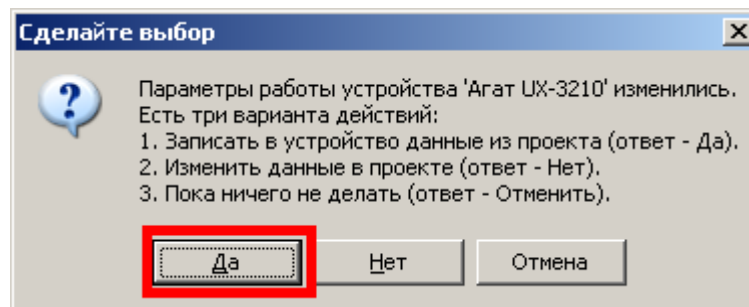 Сделайте выбор
Параметры работы устройства 'Агат UX-3210' изменились.
Есть три варианта действий:
1. Записать в устройство данные из проекта (ответ - Да).
2. Изменить данные в проекте (ответ - Нет).
3. Пока ничего не делать (ответ - Отменить).
Да Нет Отмена